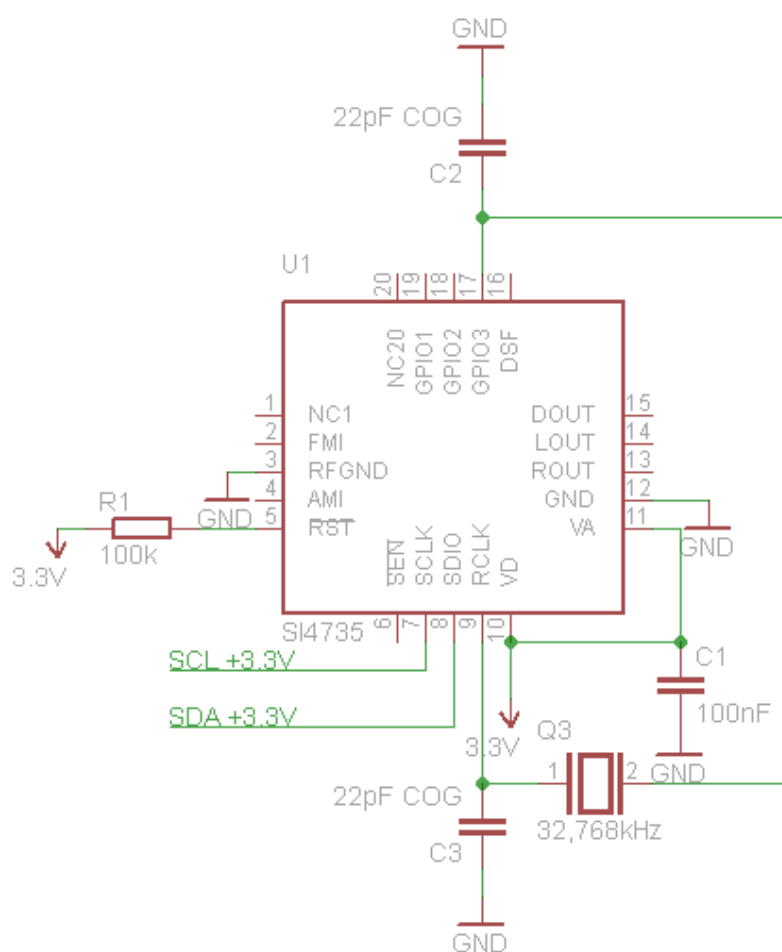 GND
22pF COG
C2
U1
20
19
18
17
16
NC20
GPIO1
GPIO2
GPIO3
DSF
1
NC1
DOUT
15
2
FMI
LOUT
14
3
RFGND
ROUT
13
4
AMI
GND
12
R1
GND
5
RST
VA
11
GND
100k
3.3V
SEN
SCLK
SDIO
RCLK
VD
SI4735
6
7
8
9
10
SCL +3.3V
C1
SDA +3.3V
100nF
3.3V
Q3
1
2
GND
22pF COG
32,768kHz
C3
GND